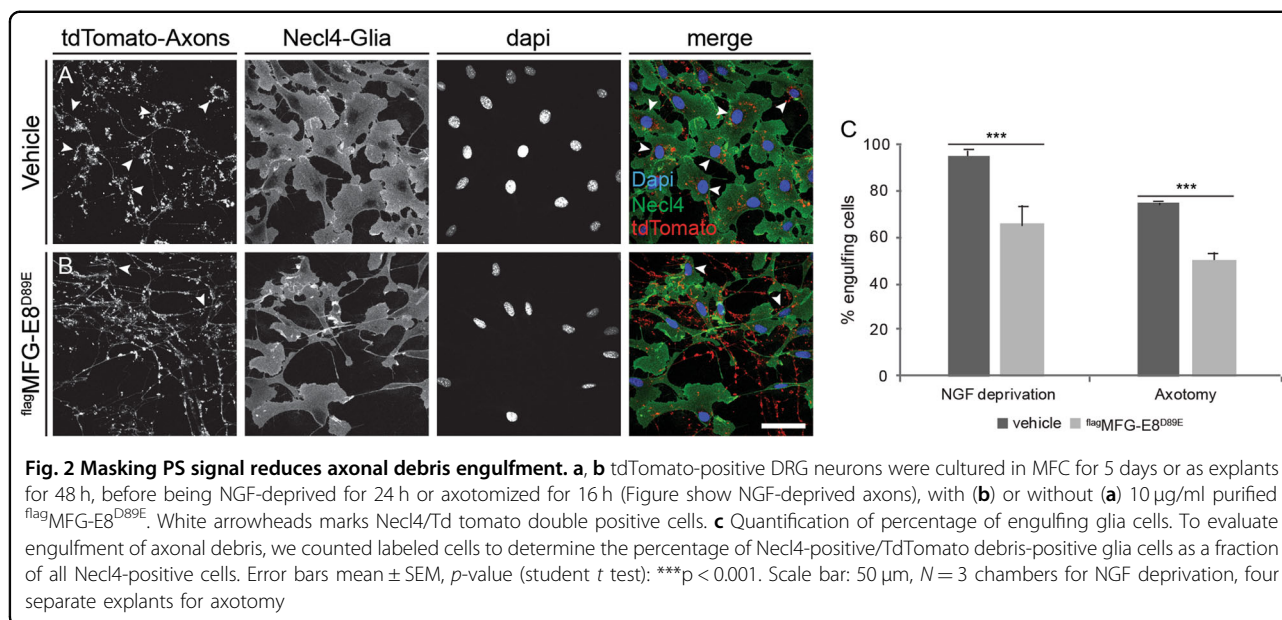 tdTomato-Axons Necl4-Glia dapi merge
A
Vehicle
Dapi
Necl4
tdTomato
B
flagMFG-E8D89E
C
***
***
100
80
60
40
20
0
% engulfing cells
NGF deprivation Axotomy
vehicle flagMFG-E8D89E
Fig. 2 Masking PS signal reduces axonal debris engulfment. a, b tdTomato-positive DRG neurons were cultured in MFC for 5 days or as explants
for 48 h, before being NGF-deprived for 24 h or axotomized for 16 h (Figure show NGF-deprived axons), with (b) or without (a) 10 µg/ml purified
flagMFG-E8D89E. White arrowheads marks Necl4/Td tomato double positive cells. c Quantification of percentage of engulfing glia cells. To evaluate
engulfment of axonal debris, we counted labeled cells to determine the percentage of Necl4-positive/TdTomato debris-positive glia cells as a fraction
of all Necl4-positive cells. Error bars mean ± SEM, p-value (student t test): ***p < 0.001. Scale bar: 50 µm, N = 3 chambers for NGF deprivation, four
separate explants for axotomy